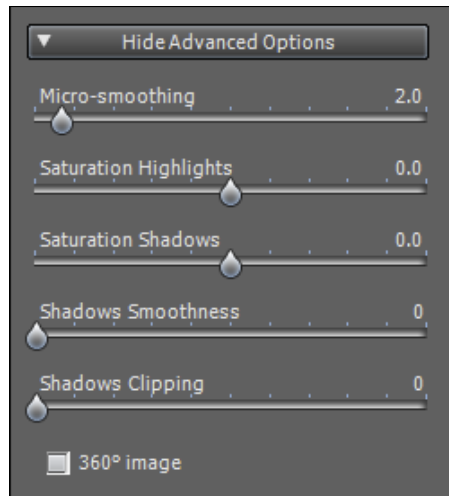 Hide Advanced Options
Micro-smoothing 2.0
Saturation Highlights 0.0
Saturation Shadows 0.0
Shadows Smoothness 0
Shadows Clipping 0
360° image